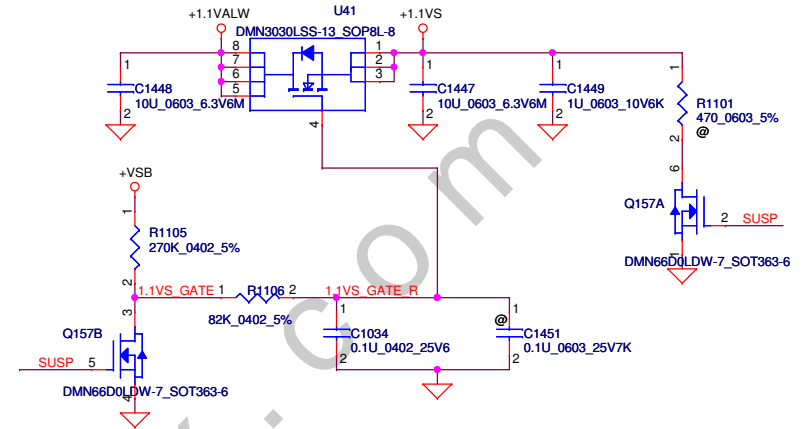 U41
+1.1VALW
+1.1VS
DMN3030LSS-13_SOP8L-8
8
7
6
5
1
2
3
4
1
C1448
10U_0603_6.3V6M
2
1
C1447
10U_0603_6.3V6M
2
1
C1449
1U_0603_10V6K
2
1
R1101
470_0603_5%
@
2
6
Q157A
2
SUSP
1
DMN66D0LDW-7_SOT363-6
+VSB
1
R1105
270K_0402_5%
2
1.1VS_GATE
1
R1106
2
1.1VS_GATE_R
82K_0402_5%
3
Q157B
SUSP
5
4
DMN66D0LDW-7_SOT363-6
1
C1034
0.1U_0402_25V6
2
1
@
C1451
0.1U_0603_25V7K
2
.com